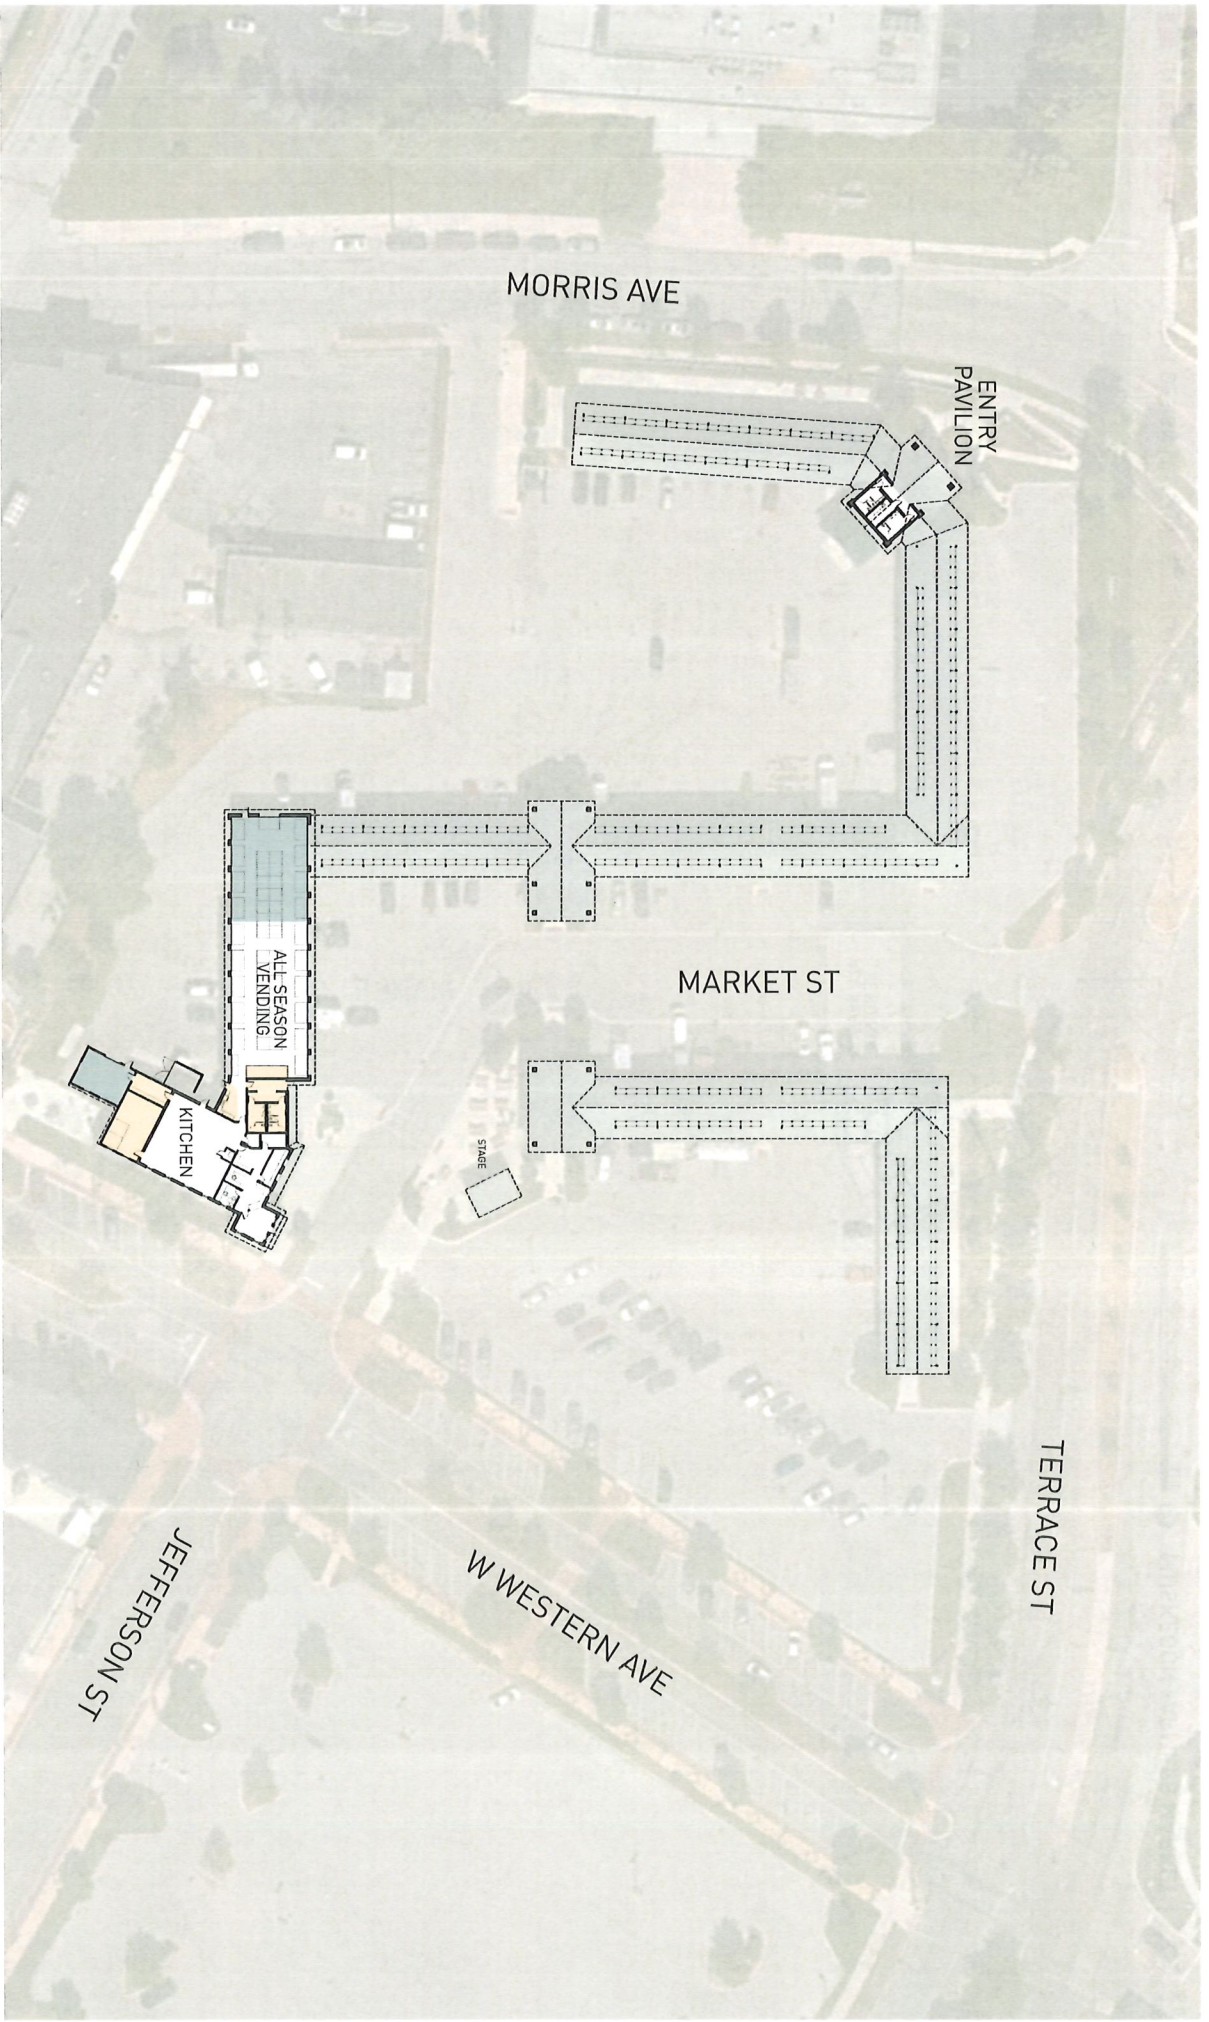 MORRIS AVE
ENTRY
PAVILION
MARKET ST
ALL SEASON
VENDING
KITCHEN
STAGE
TERRACE ST
W WESTERN AVE
JEFFERSON ST